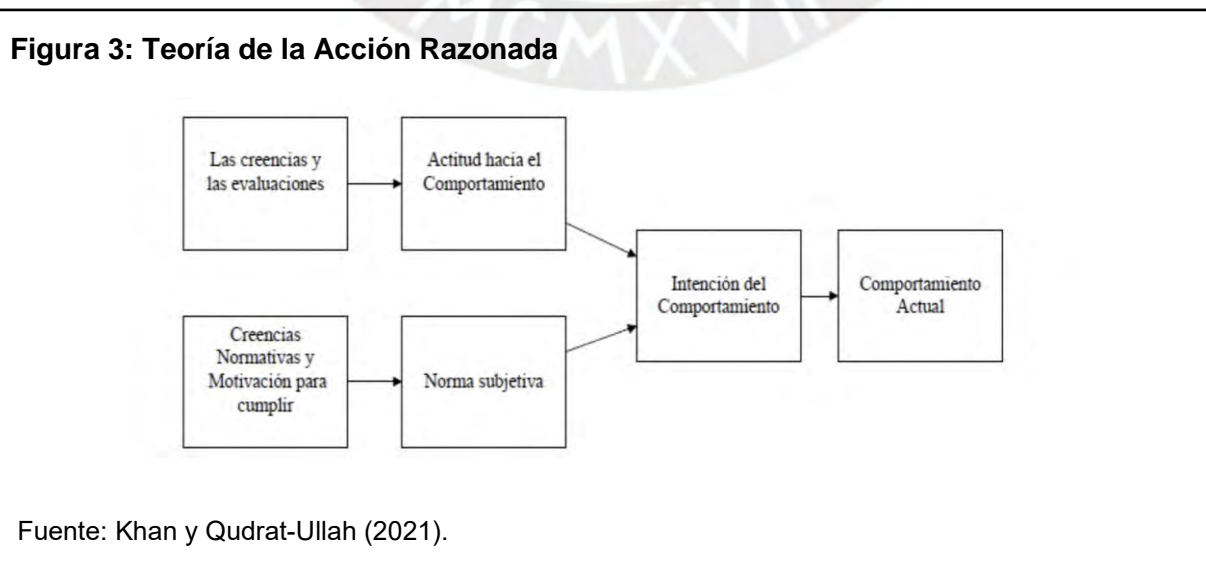 MCMXVII
Figura 3: Teoría de la Acción Razonada
Las creencias y
las evaluaciones
Actitud hacia el
Comportamiento
Creencias
Normativas y
Motivación para
cumplir
Norma subjetiva
Intención del
Comportamiento
Comportamiento
Actual
Fuente: Khan y Qudrat-Ullah (2021).